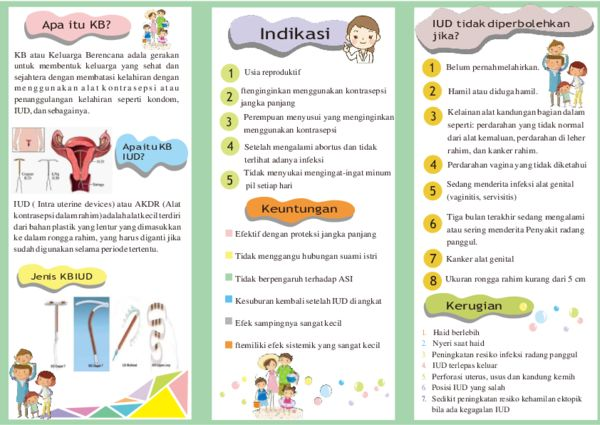 Apa itu KB?
KB atau Keluarga Berencana adala gerakan
untuk membentuk keluarga yang sehat dan
sejahtera dengan membatasi kelahiran dengan
menggunakan alat kontrasepsi atau
penanggulangan kelahiran seperti kondom,
IUD, dan sebagainya.
Apa itu KB
IUD?
IUD ( Intra uterine devices) atau AKDR (Alat
kontrasepsi dalam rahim) adalah alat kecil terdiri
dari bahan plastik yang lentur yang dimasukkan
ke dalam rongga rahim, yang harus diganti jika
sudah digunakan selama periode tertentu.
Jenis KB IUD
Indikasi
1 Usia reproduktif
2 ftenginginkan menggunakan kontrasepsi
jangka panjang
3 Perempuan menyusui yang menginginkan
menggunakan kontrasepsi
4 Setelah mengalami abortus dan tidak
terlihat adanya infeksi
5 Tidak menyukai mengingat-ingat minum
pil setiap hari
Keuntungan
Efektif dengan proteksi jangka panjang
Tidak menggangu hubungan suami istri
Tidak berpengaruh terhadap ASI
Kesuburan kembali setelah IUD di angkat
Efek sampingnya sangat kecil
ftemiliki efek sistemik yang sangat kecil
IUD tidak diperbolehkan
jika?
1 Belum pernah melahirkan.
2 Hamil atau diduga hamil.
3 Kelainan alat kandungan bagian dalam
seperti: perdarahan yang tidak normal
dari alat kemaluan, perdarahan di leher
rahim, dan kanker rahim.
4 Perdarahan vagina yang tidak diketahui
5 Sedang menderita infeksi alat genital
(vaginitis, servisitis)
6 Tiga bulan terakhir sedang mengalami
atau sering menderita Penyakit radang
panggul.
7 Kanker alat genital
8 Ukuran rongga rahim kurang dari 5 cm
Kerugian
1. Haid berlebih
2. Nyeri saat haid
3 Peningkatan resiko infeksi radang panggul
4 IUD terlepas keluar
5 Perforasi uterus, usus dan kandung kemih
6 Posisi IUD yang salah
7. Sedikit peningkatan resiko kehamilan ektopik
bila ada kegagalan IUD